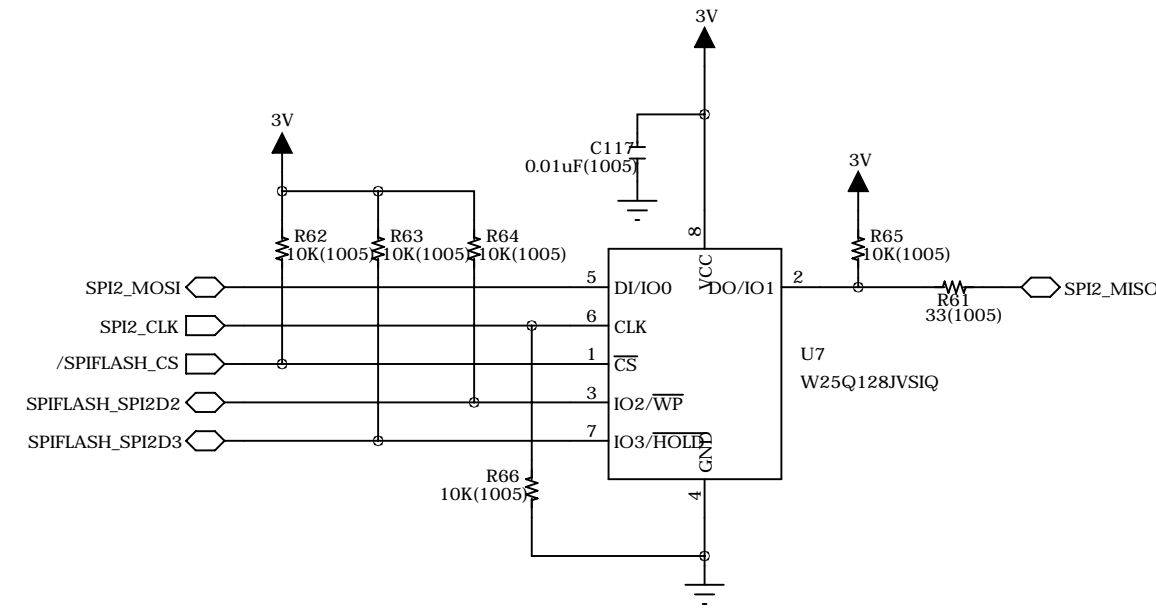 3V
3V
C117
0.01uF(1005)
3V
R62
10K(1005)
R63
10K(1005)
R64
10K(1005)
8
VCC
R65
10K(1005)
SPI2_MOSI
5
DI/IO0
DO/IO1
2
R61
33(1005)
SPI2_MISO
SPI2_CLK
6
CLK
/SPIFLASH_CS
1
CS
U7
W25Q128JVSIQ
SPIFLASH_SPI2D2
3
IO2/WP
SPIFLASH_SPI2D3
7
IO3/HOLD
GND
4
R66
10K(1005)